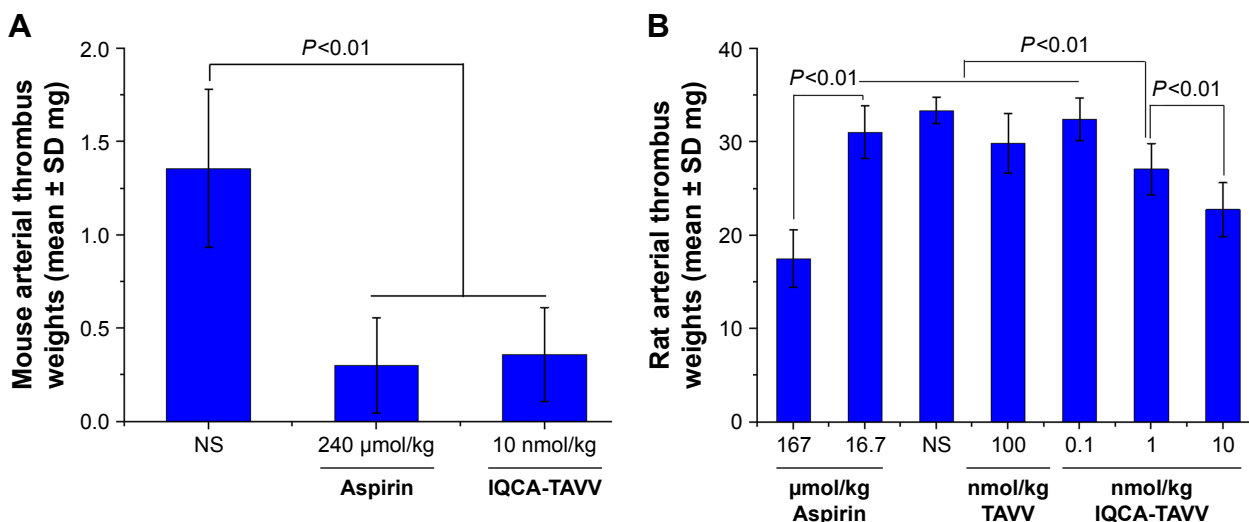 A
Mouse arterial thrombus
weights (mean ± SD mg)
2.0
1.5
1.0
0.5
0.0
P<0.01
NS
240 µmol/kg
10 nmol/kg
Aspirin
IQCA-TAVV
B
Rat arterial thrombus
weights (mean ± SD mg)
40
30
20
10
0
P<0.01
P<0.01
P<0.01
167
16.7
NS
100
0.1
1
10
µmol/kg
Aspirin
nmol/kg
TAVV
nmol/kg
IQCA-TAVV